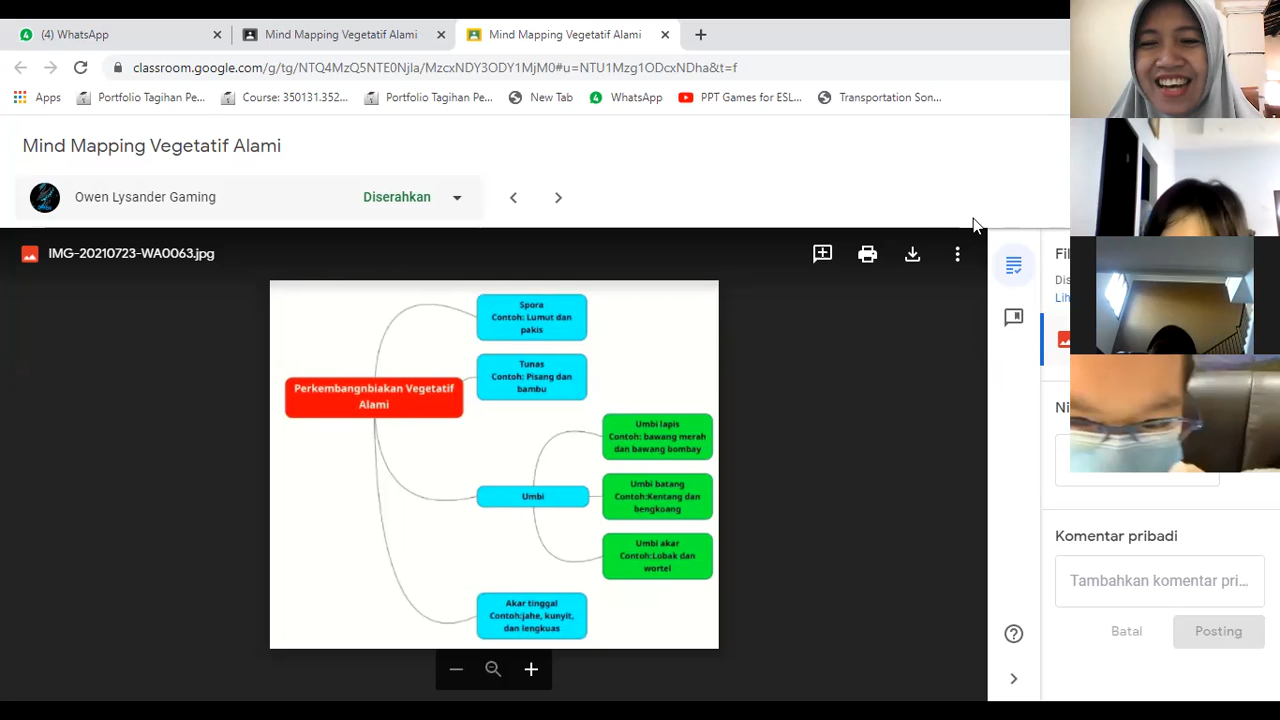 (4) WhatsApp
Mind Mapping Vegetatif Alami
Mind Mapping Vegetatif Alami
classroom.google.com/g/tg/NTQ4MzQ5NTE0Njla/MzcxNDY3ODY1MjM0#u=NTU1Mzg1ODcxNDha&t=f
Apps
Portfolio Tagihan Pe...
Course: 350131.352...
Portfolio Tagihan Pe...
New Tab
WhatsApp
PPT Games for ESL...
Transportation Son...
Mind Mapping Vegetatif Alami
Owen Lysander Gaming
Diserahkan
IMG-20210723-WA0063.jpg
Spora
Contoh: Lumut dan
pakis
Tunas
Contoh: Pisang dan
bambu
Perkembangnbiakan Vegetatif
Alami
Umbi lapis
Contoh: bawang merah
dan bawang bombay
Umbi
Umbi batang
Contoh:Kentang dan
bengkoang
Umbi akar
Contoh:Lobak dan
wortel
Akar tinggal
Contoh:jahe, kunyit,
dan lengkuas
Fil
Dis
Lih
Ni
Komentar pribadi
Tambahkan komentar pri...
Batal
Posting